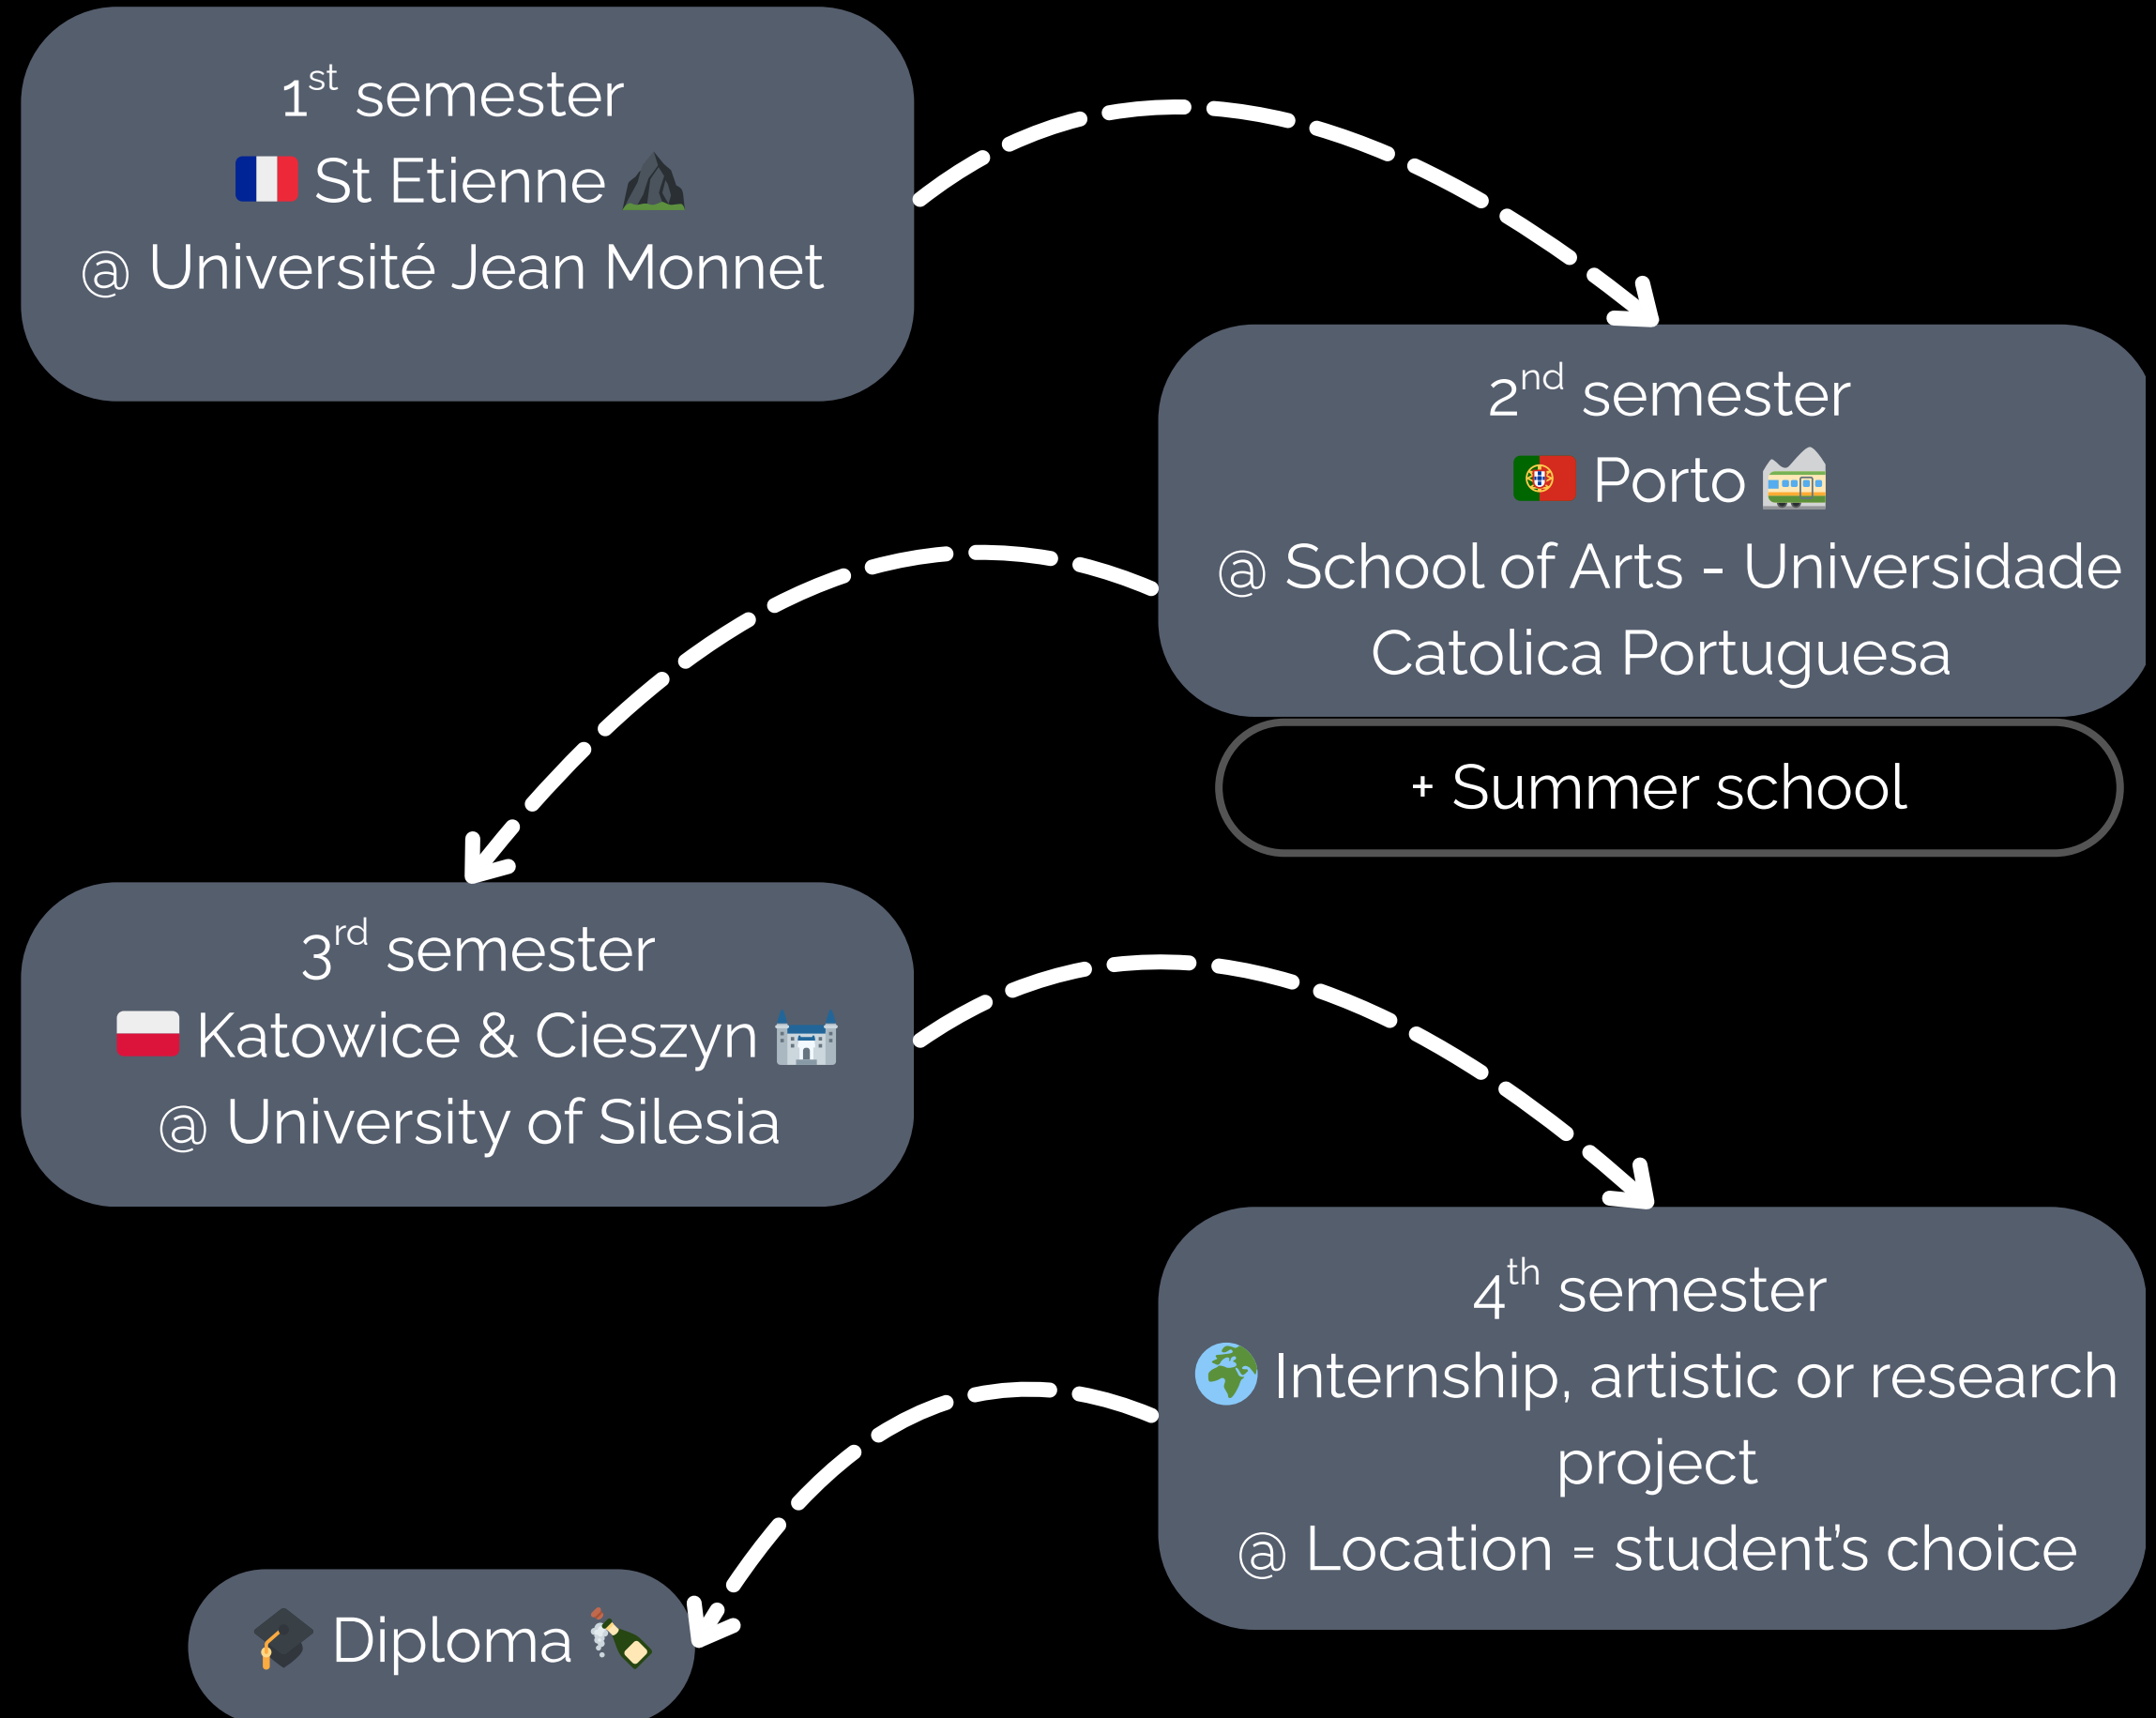 1st semester
St Etienne
@ Université Jean Monnet
2nd semester
Porto
@ School of Arts - Universidade
Catolica Portuguesa
+ Summer school
3rd semester
Katowice & Cieszyn
@ University of Silesia
4th semester
Internship, artistic or research
project
@ Location = student's choice
Diploma